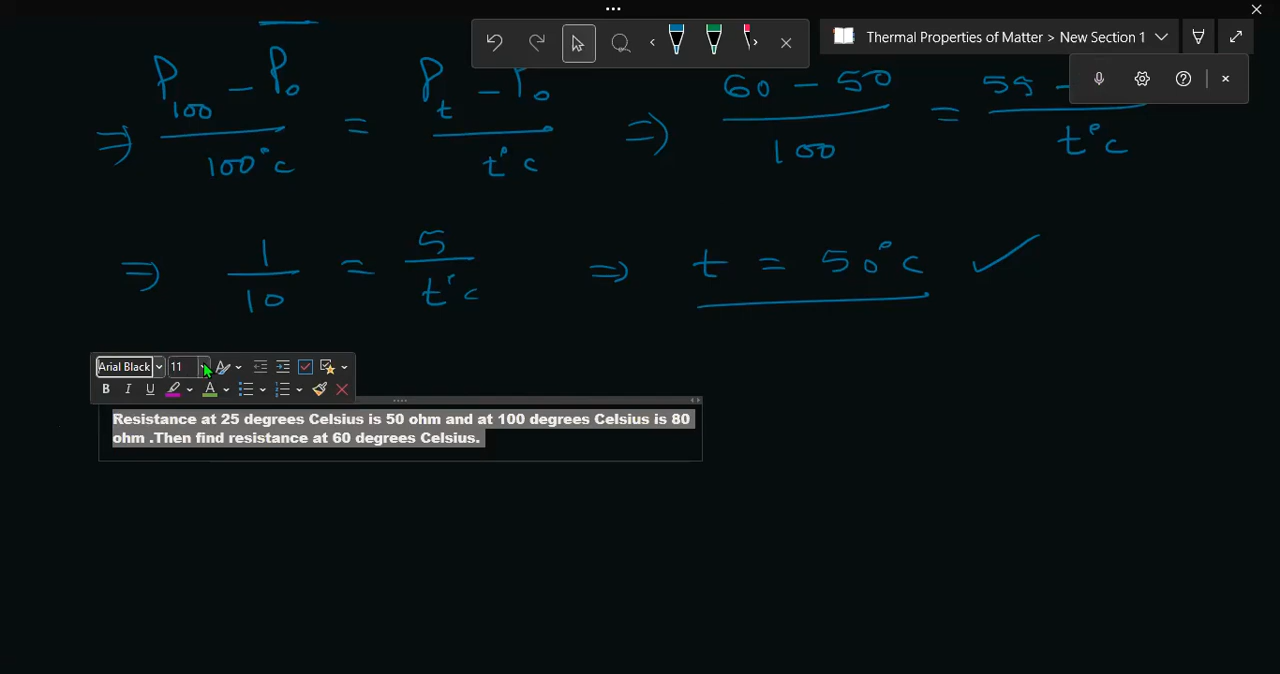 Thermal Properties of Matter > New Section 1
P100 - P0 / 100°c = Pt - P0 / t°c ⇒ 60 - 50 / 100 = 55 - / t°c
⇒ 1 / 10 = 5 / t°c ⇒ t = 50°c ✓
Arial Black 11
B I U A
Resistance at 25 degrees Celsius is 50 ohm and at 100 degrees Celsius is 80
ohm .Then find resistance at 60 degrees Celsius.